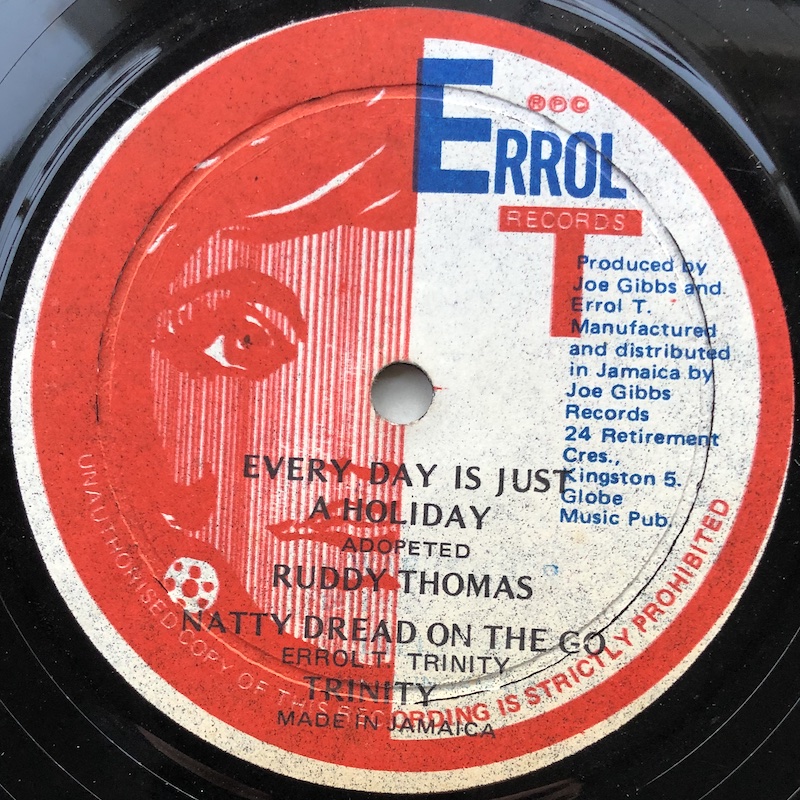 ⓇⓅⒸ
ERROL
RECORDS
T
Produced by
Joe Gibbs and
Errol T.
Manufactured
and distributed
in Jamaica by
Joe Gibbs
Records
24 Retirement
Cres.,
Kingston 5.
Globe
Music Pub.
EVERY DAY IS JUST
A HOLIDAY
ADOPETED
RUDDY THOMAS
NATTY DREAD ON THE GO
ERROL T. TRINITY
TRINITY
MADE IN JAMAICA
UNAUTHORISED COPY OF THIS RECORDING IS STRICTLY PROHIBITED